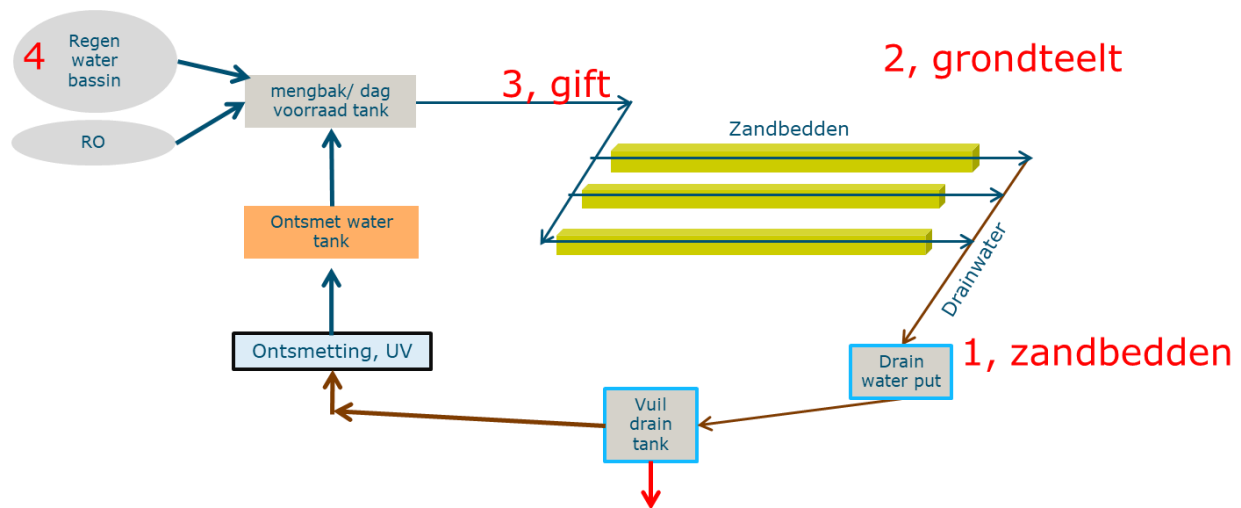 4
Regen
water
bassin
RO
mengbak/ dag
voorraad tank
3, gift
2, grondteelt
Zandbedden
Ontsmet water
tank
Drainwater
Ontsmetting, UV
Drain
water put
1, zandbedden
Vuil
drain
tank